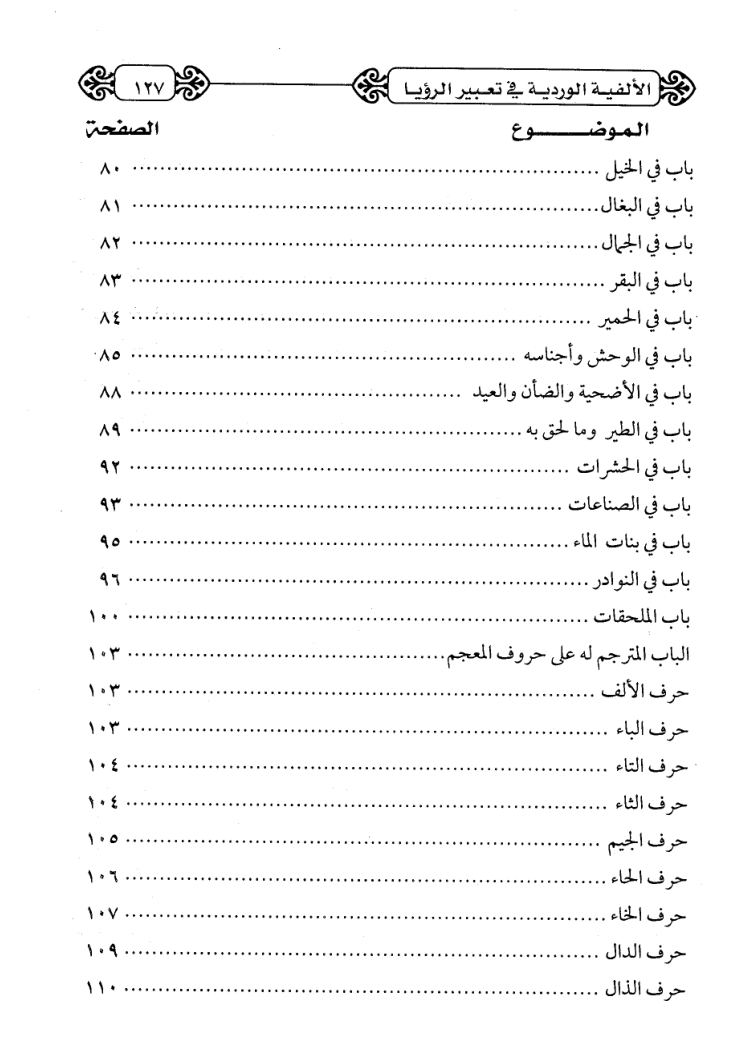 الألفية الوردية في تعبير الرؤيا ١٢٧
الموضـــــوع الصفحة
باب في الخيل ........ ٨٠
باب في البغال ........ ٨١
باب في الجمال ........ ٨٢
باب في البقر ........ ٨٣
باب في الحمير ........ ٨٤
باب في الوحش وأجناسه ........ ٨٥
باب في الأضحية والضأن والعيد ........ ٨٨
باب في الطير وما لحق به ........ ٨٩
باب في الحشرات ........ ٩٢
باب في الصناعات ........ ٩٣
باب في بنات الماء ........ ٩٥
باب في النوادر ........ ٩٦
باب الملحقات ........ ١٠٠
الباب المترجم له على حروف المعجم ........ ١٠٣
حرف الألف ........ ١٠٣
حرف الباء ........ ١٠٣
حرف التاء ........ ١٠٤
حرف الثاء ........ ١٠٤
حرف الجيم ........ ١٠٥
حرف الحاء ........ ١٠٦
حرف الخاء ........ ١٠٧
حرف الدال ........ ١٠٩
حرف الذال ........ ١١٠